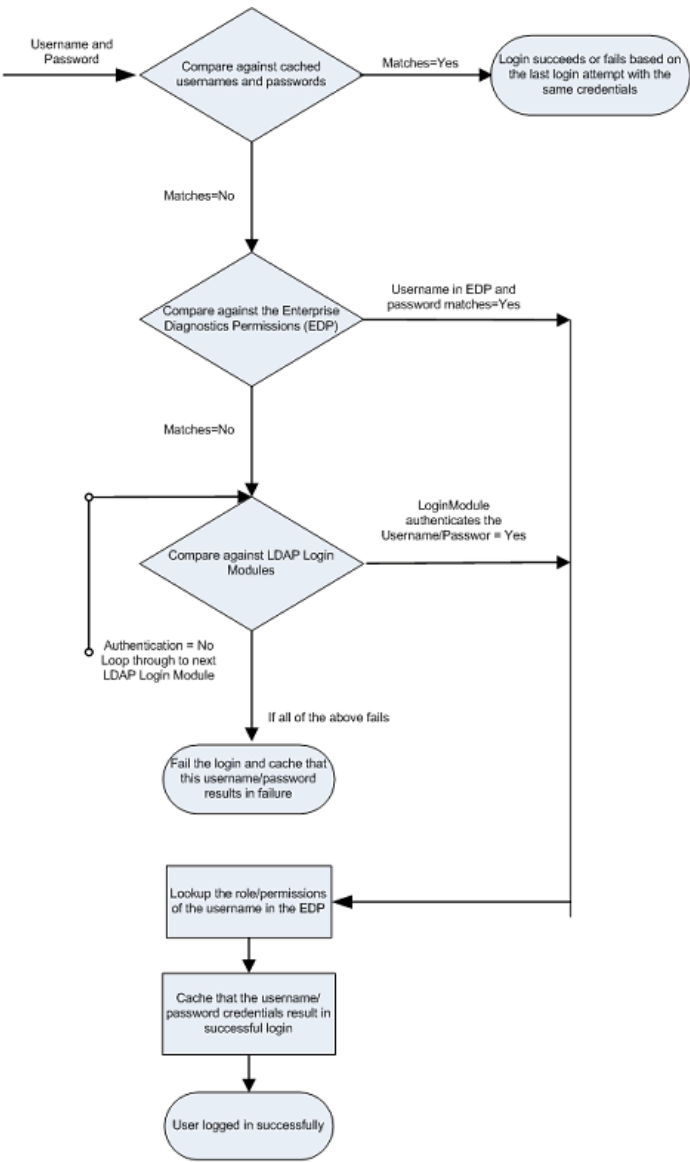 Username and
Password
Compare against cached
usernames and passwords
Matches=Yes
Login succeeds or fails based on
the last login attempt with the
same credentials
Matches=No
Compare against the Enterprise
Diagnostics Permissions (EDP)
Username in EDP and
password matches=Yes
Matches=No
LoginModule
authenticates the
Username/Passwor = Yes
Compare against LDAP Login
Modules
Authentication = No
Loop through to next
LDAP Login Module
If all of the above fails
Fail the login and cache that
this username/password
results in failure
Lookup the role/permissions
of the username in the EDP
Cache that the username/
password credentials result in
successful login
User logged in successfully